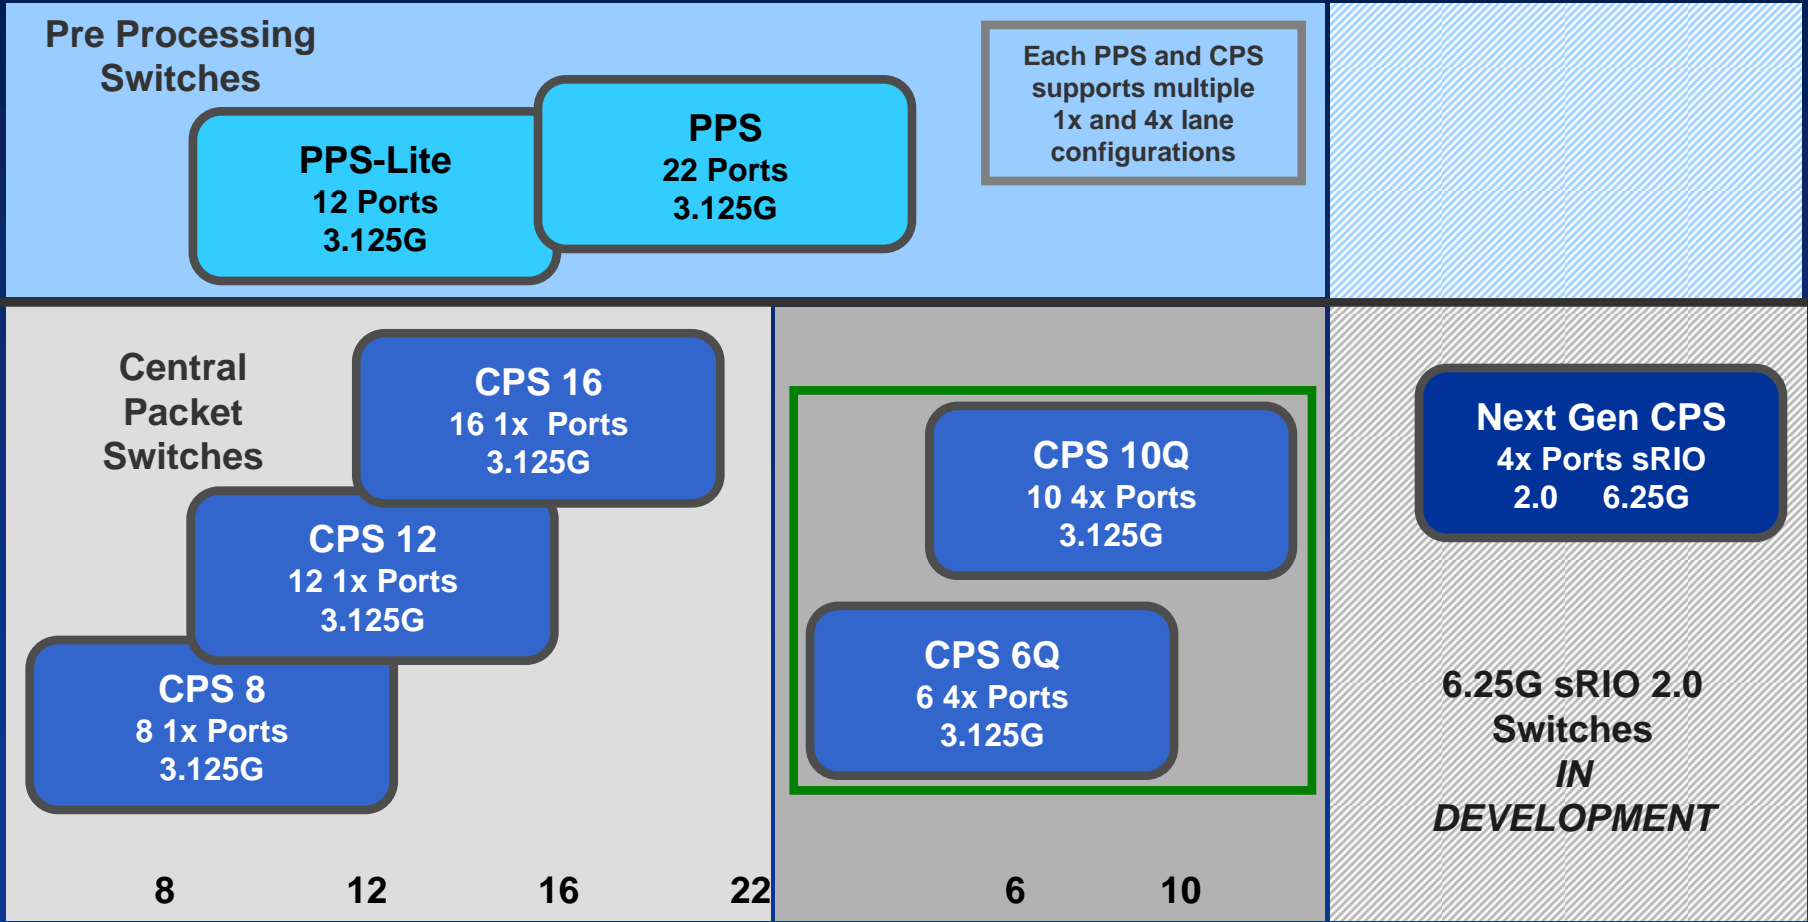 Pre Processing
Switches
Each PPS and CPS
supports multiple
1x and 4x lane
configurations
PPS
22 Ports
3.125G
PPS-Lite
12 Ports
3.125G
Central
Packet
Switches
CPS 16
16 1x Ports
3.125G
CPS 12
12 1x Ports
3.125G
CPS 8
8 1x Ports
3.125G
CPS 10Q
10 4x Ports
3.125G
CPS 6Q
6 4x Ports
3.125G
Next Gen CPS
4x Ports sRIO
2.0 6.25G
6.25G sRIO 2.0
Switches
IN
DEVELOPMENT
8 12 16 22 6 10